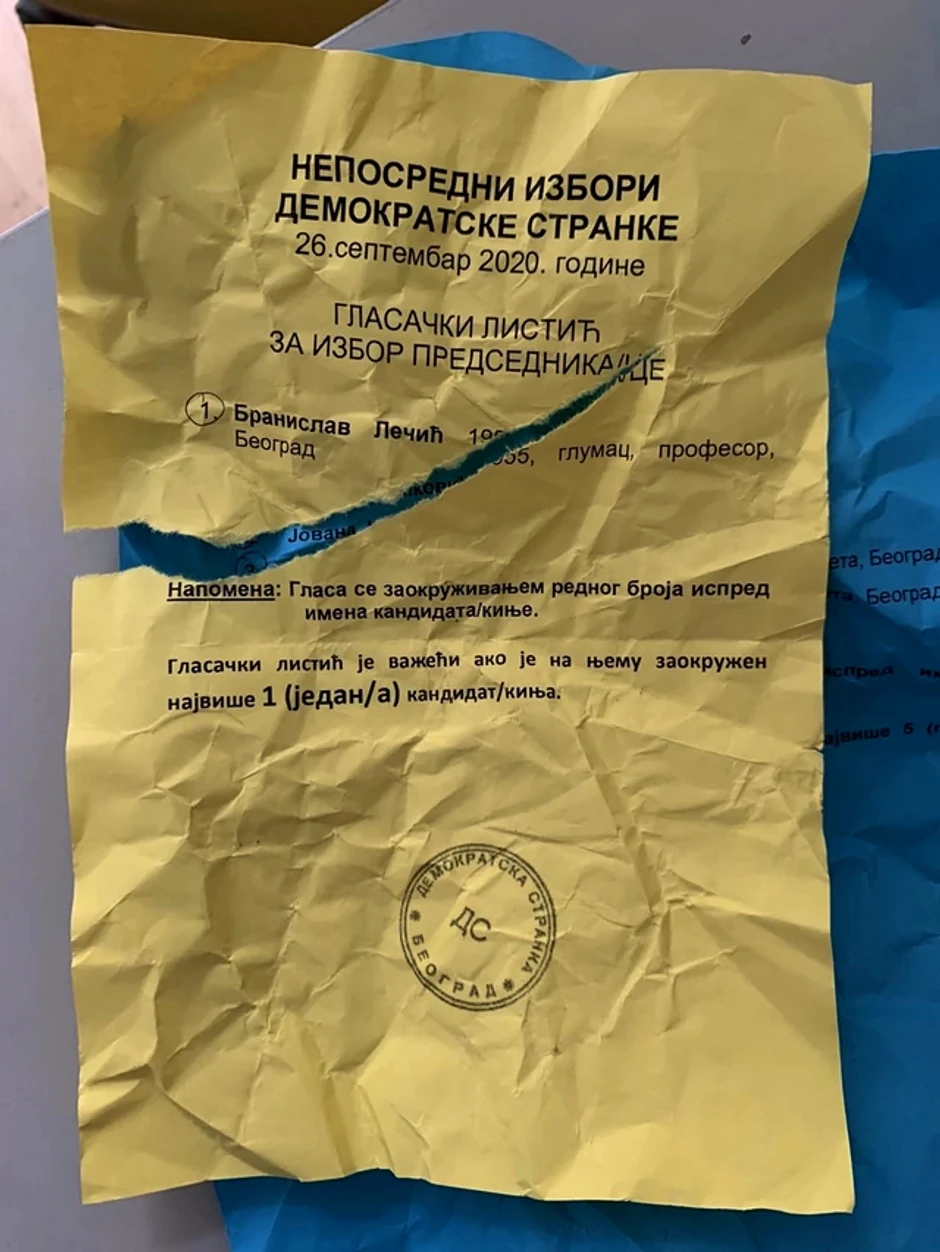 НЕПОСРЕДНИ ИЗБОРИ
ДЕМОКРАТСКЕ СТРАНКЕ
26.септембар 2020. године
ГЛАСАЧКИ ЛИСТИЋ
ЗА ИЗБОР ПРЕДСЕДНИКА/ЦЕ
1. Бранислав Лечић 1955, глумац, професор,
Београд
Јована
3.
Напомена: Гласа се заокруживањем редног броја испред
имена кандидата/киње.
Гласачки листић је важећи ако је на њему заокружен
највише 1 (један/а) кандидат/киња.
ДЕМОКРАТСКА СТРАНКА
ДС
БЕОГРАД
Београд
Београд
5